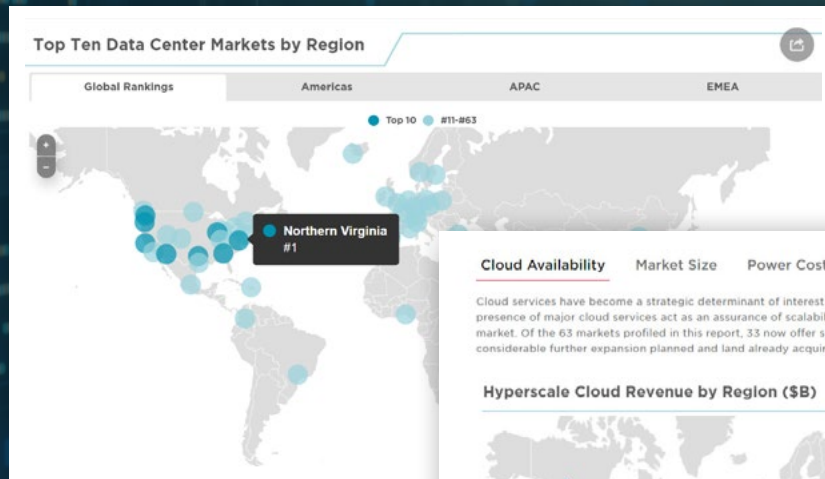 Top Ten Data Center Markets by Region
Global Rankings
Americas
APAC
EMEA
Top 10
#11-#63
+
−
Northern Virginia
#1
Cloud Availability
Market Size
Power Cost
Cloud services have become a strategic determinant of interest
presence of major cloud services act as an assurance of
market. Of the 63 markets profiled in this report, 33 now offer
considerable further expansion planned and land already
Hyperscale Cloud Revenue by Region ($B)